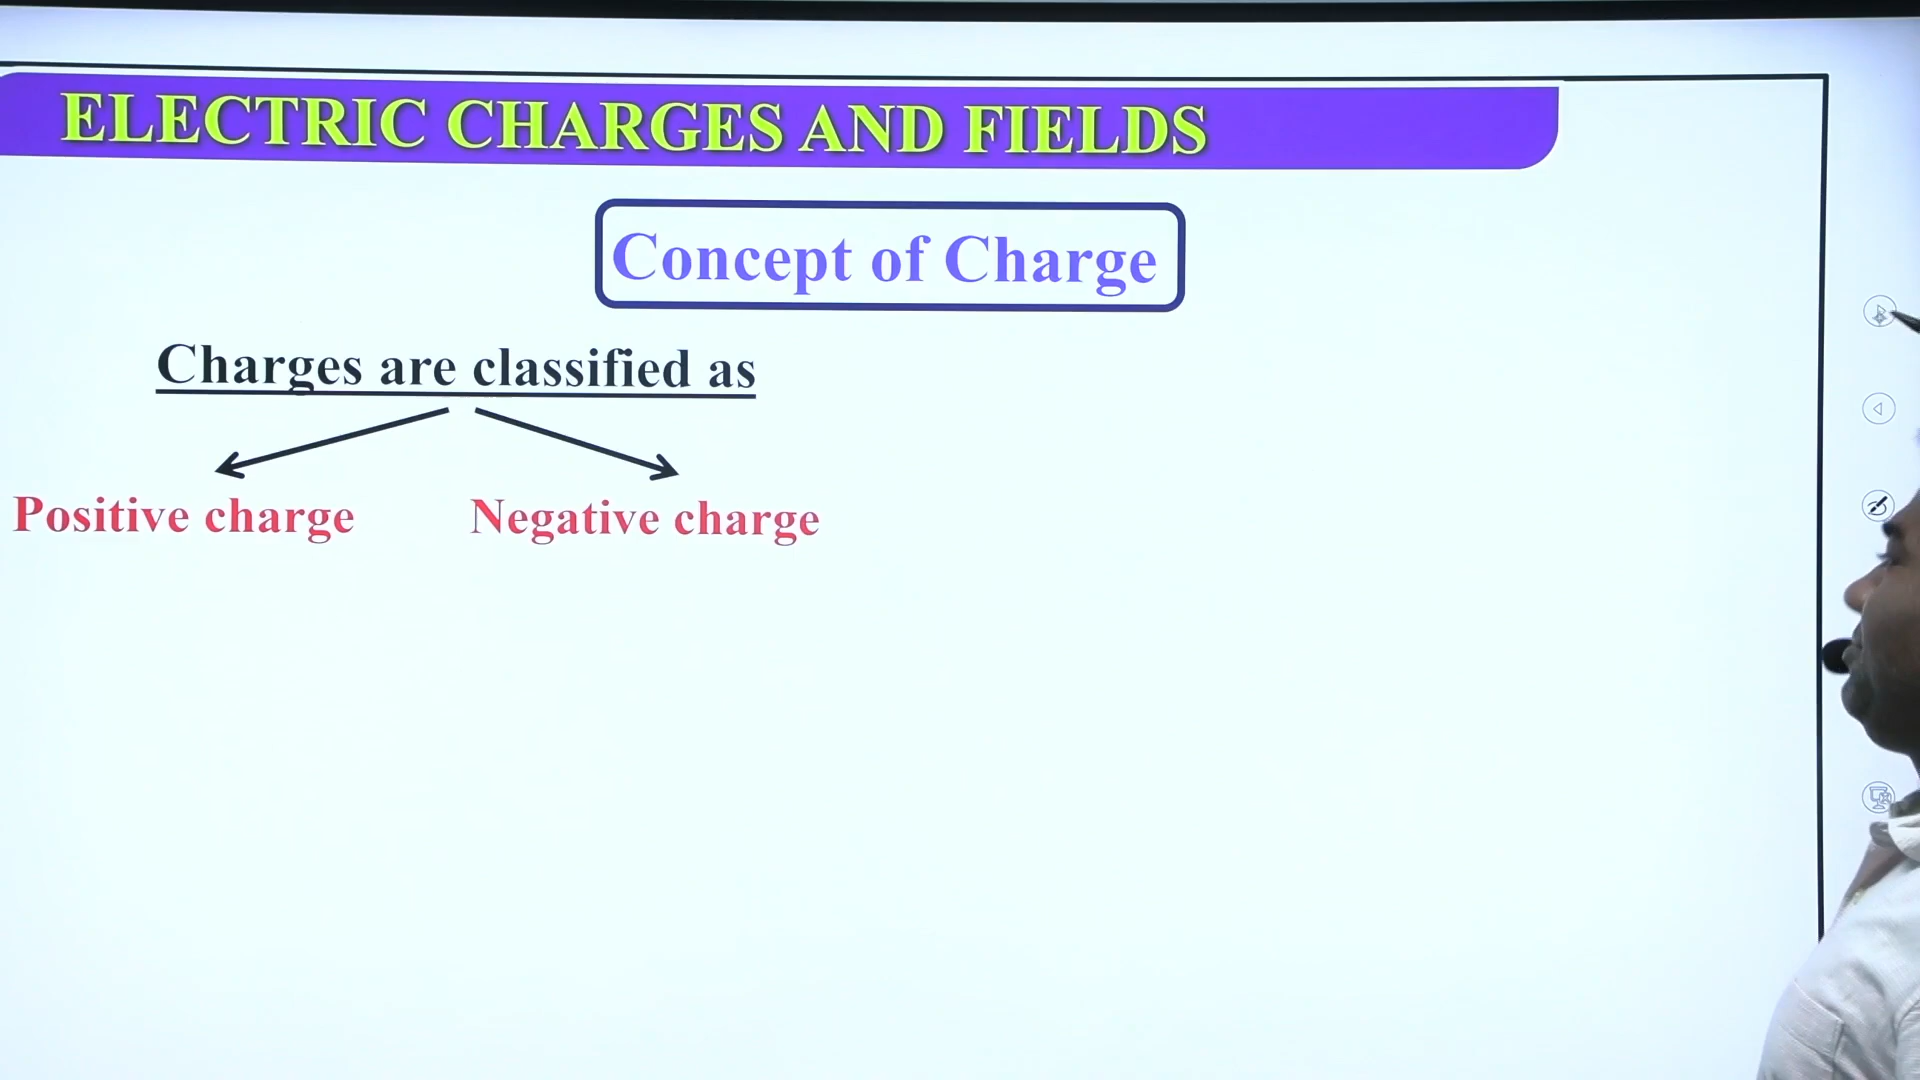 ELECTRIC CHARGES AND FIELDS
Concept of Charge
Charges are classified as
Positive charge Negative charge